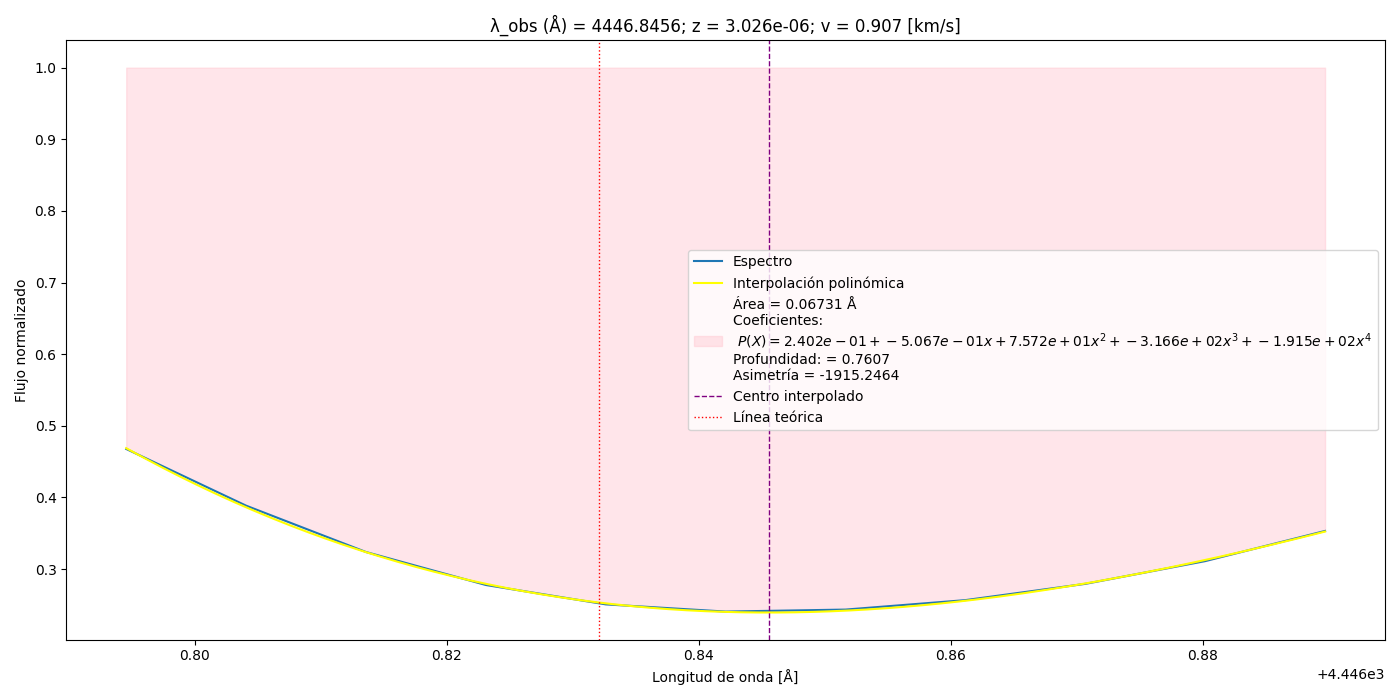 λ_obs (Å) = 4446.8456; z = 3.026e-06; v = 0.907 [km/s]
Flujo normalizado
1.0
0.9
0.8
0.7
0.6
0.5
0.4
0.3
Espectro
Interpolación polinómica
Área = 0.06731 Å
Coeficientes:
P(X) = 2.402e − 01 + − 5.067e − 01x + 7.572e + 01x² + − 3.166e + 02x³ + − 1.915e + 02x⁴
Profundidad: = 0.7607
Asimetría = -1915.2464
Centro interpolado
Línea teórica
0.80 0.82 0.84 0.86 0.88
+4.446e3
Longitud de onda [Å]